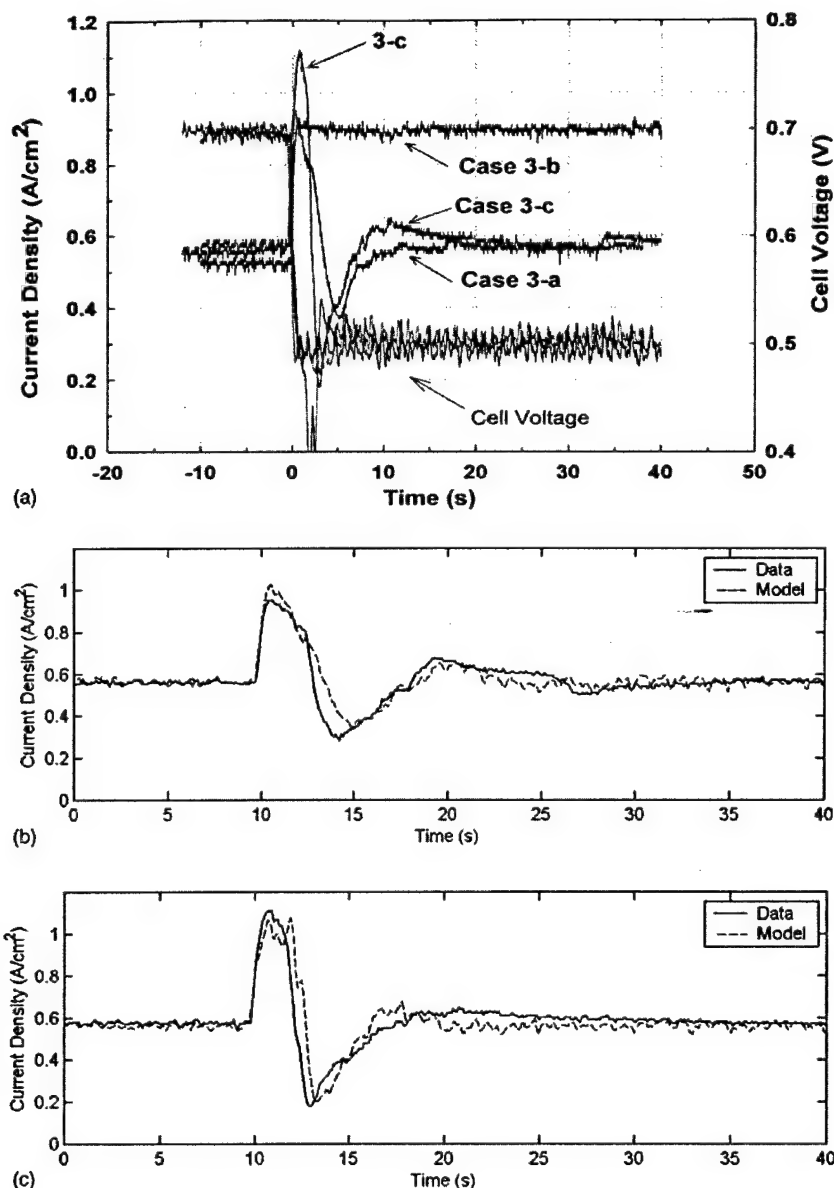 1.2
1.0
0.8
0.6
0.4
0.2
0.0
Current Density (A/cm²)
0.8
0.7
0.6
0.5
0.4
Cell Voltage (V)
3-c
Case 3-b
Case 3-c
Case 3-a
Cell Voltage
-20 -10 0 10 20 30 40 50
Time (s)
(a)
1
0.8
0.6
0.4
0.2
0
Current Density (A/cm²)
Data
Model
0 5 10 15 20 25 30 35 40
Time (s)
(b)
1
0.8
0.6
0.4
0.2
0
Current Density (A/cm²)
Data
Model
0 5 10 15 20 25 30 35 40
Time (s)
(c)